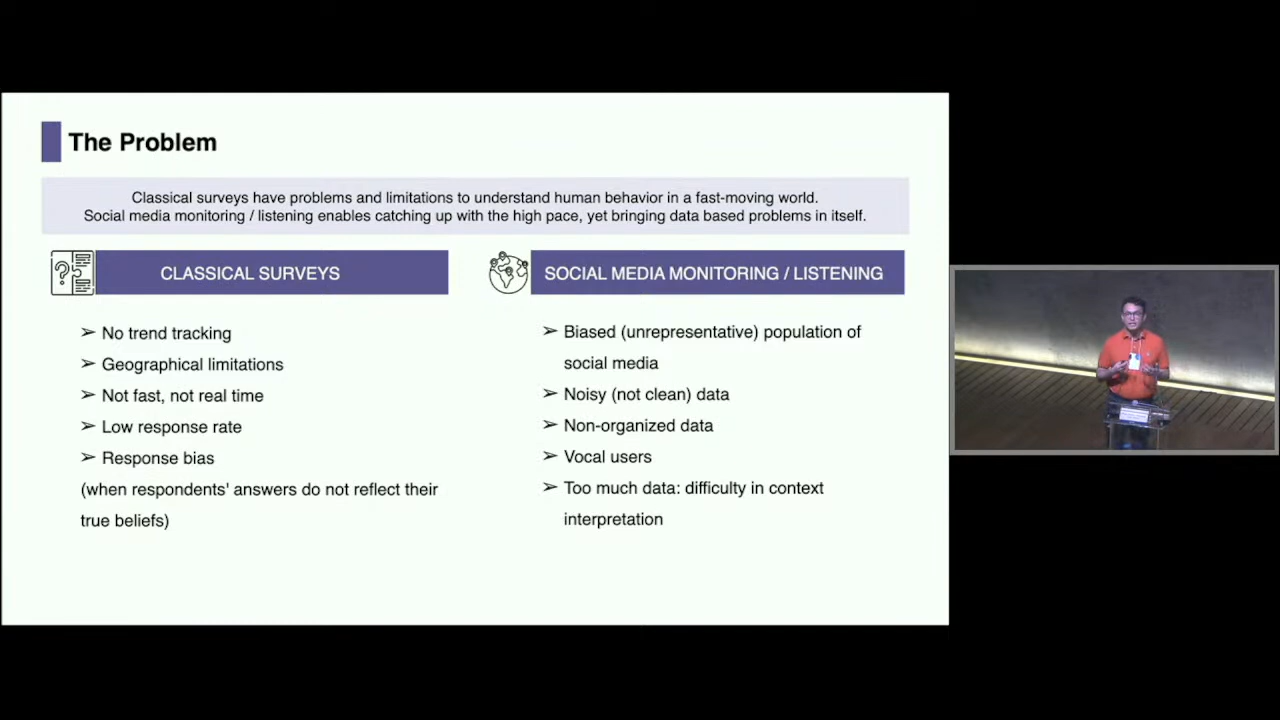 The Problem
Classical surveys have problems and limitations to understand human behavior in a fast-moving world.
Social media monitoring / listening enables catching up with the high pace, yet bringing data based problems in itself.
CLASSICAL SURVEYS
➢ No trend tracking
➢ Geographical limitations
➢ Not fast, not real time
➢ Low response rate
➢ Response bias
(when respondents' answers do not reflect their
true beliefs)
SOCIAL MEDIA MONITORING / LISTENING
➢ Biased (unrepresentative) population of
social media
➢ Noisy (not clean) data
➢ Non-organized data
➢ Vocal users
➢ Too much data: difficulty in context
interpretation